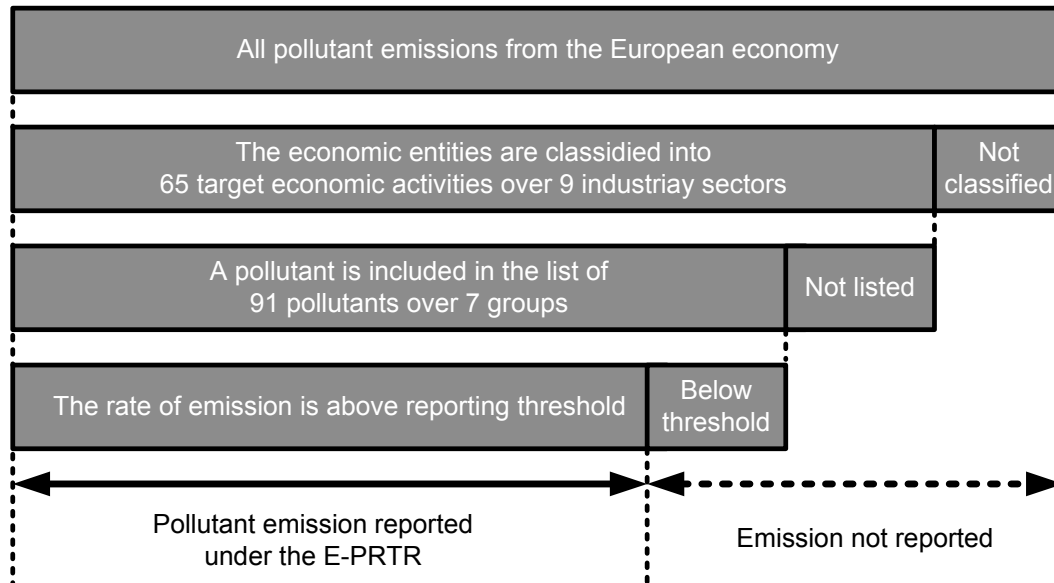 All pollutant emissions from the European economy
The economic entities are classidied into
65 target economic activities over 9 industriay sectors
Not
classified
A pollutant is included in the list of
91 pollutants over 7 groups
Not listed
The rate of emission is above reporting threshold
Below
threshold
Pollutant emission reported
under the E-PRTR
Emission not reported